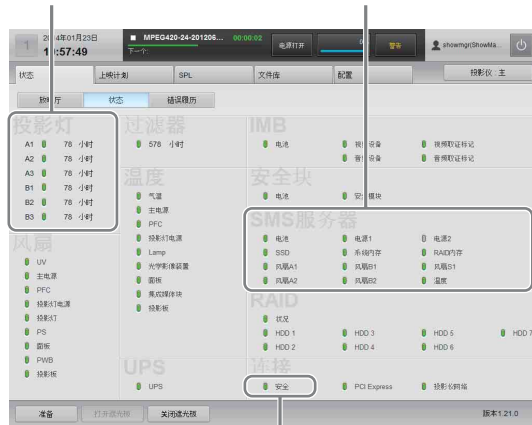 1
2014年01月23日
10:57:49
MPEG420-24-201206... 00:00:02
下一个:
电源打开
警告
showmgr(ShowMa...
状态 上映计划 SPL 文件库 配置 投影仪:主
放映厅 状态 错误履历
投影灯 过滤器 IMB
A1 78 小时
A2 78 小时
A3 78 小时
B1 78 小时
B2 78 小时
B3 78 小时
578 小时
电池 视频设备 视频取证标记
音频设备 音频取证标记
温度
气温
主电源
PFC
投影灯电源
Lamp
光学影像装置
面板
集成媒体块
投影板
安全块
电池 安全模块
SMS服务器
电池 电源1 电源2
SSD 系统内存 RAID内存
风扇A1 风扇B1 风扇S1
风扇A2 风扇B2 温度
风扇
UV
主电源
PFC
投影灯电源
投影灯
PS
面板
PWB
投影板
RAID
状况
HDD 1 HDD 3 HDD 5 HDD 7
HDD 2 HDD 4 HDD 6
UPS
UPS
连接
安全 PCI Express 投影仪网络
准备 打开遮光板 关闭遮光板 版本1.21.0